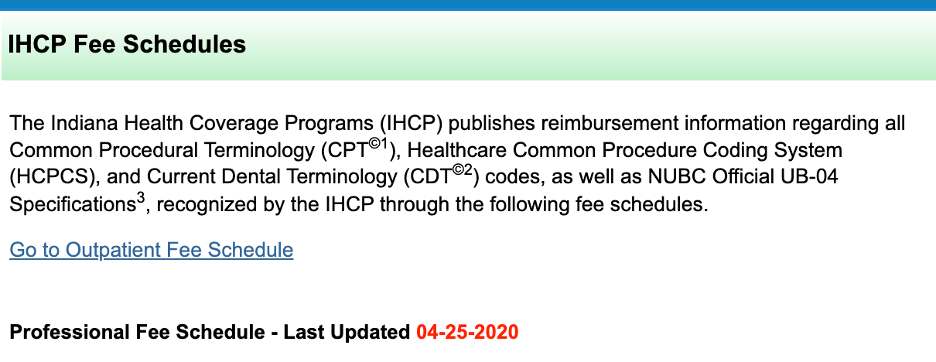 IHCP Fee Schedules
The Indiana Health Coverage Programs (IHCP) publishes reimbursement information regarding all
Common Procedural Terminology (CPT©1), Healthcare Common Procedure Coding System
(HCPCS), and Current Dental Terminology (CDT©2) codes, as well as NUBC Official UB-04
Specifications3, recognized by the IHCP through the following fee schedules.
Go to Outpatient Fee Schedule
Professional Fee Schedule - Last Updated 04-25-2020